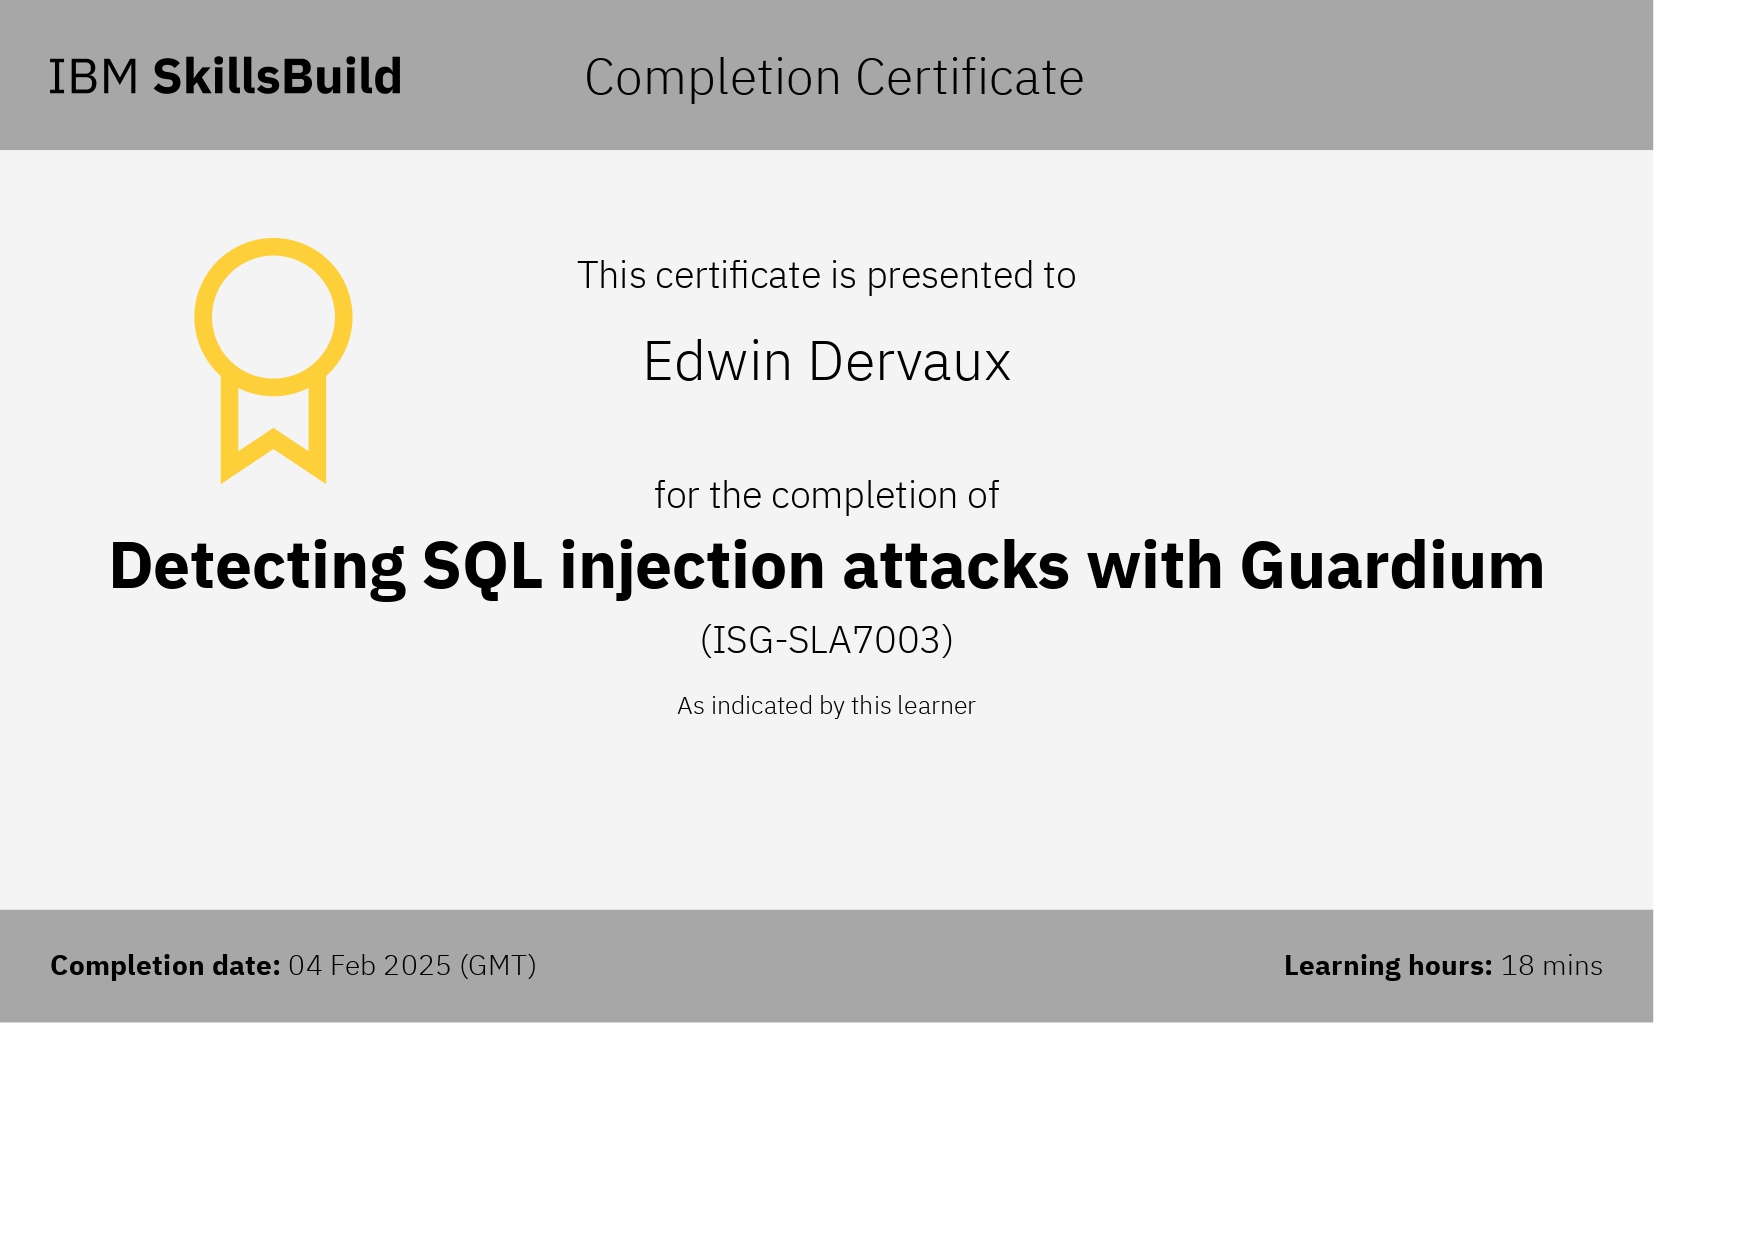 IBM SkillsBuild
Completion Certificate
This certificate is presented to
Edwin Dervaux
for the completion of
Detecting SQL injection attacks with Guardium
(ISG-SLA7003)
As indicated by this learner
Completion date: 04 Feb 2025 (GMT)
Learning hours: 18 mins